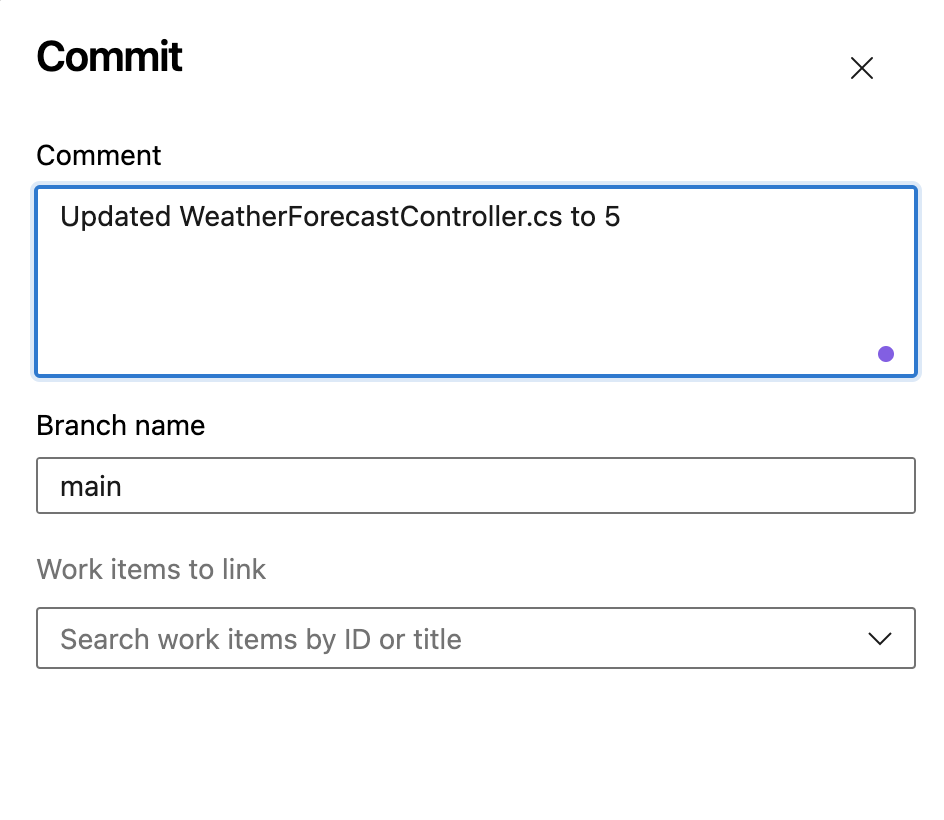 Commit
Comment
Updated WeatherForecastController.cs to 5
Branch name
main
Work items to link
Search work items by ID or title